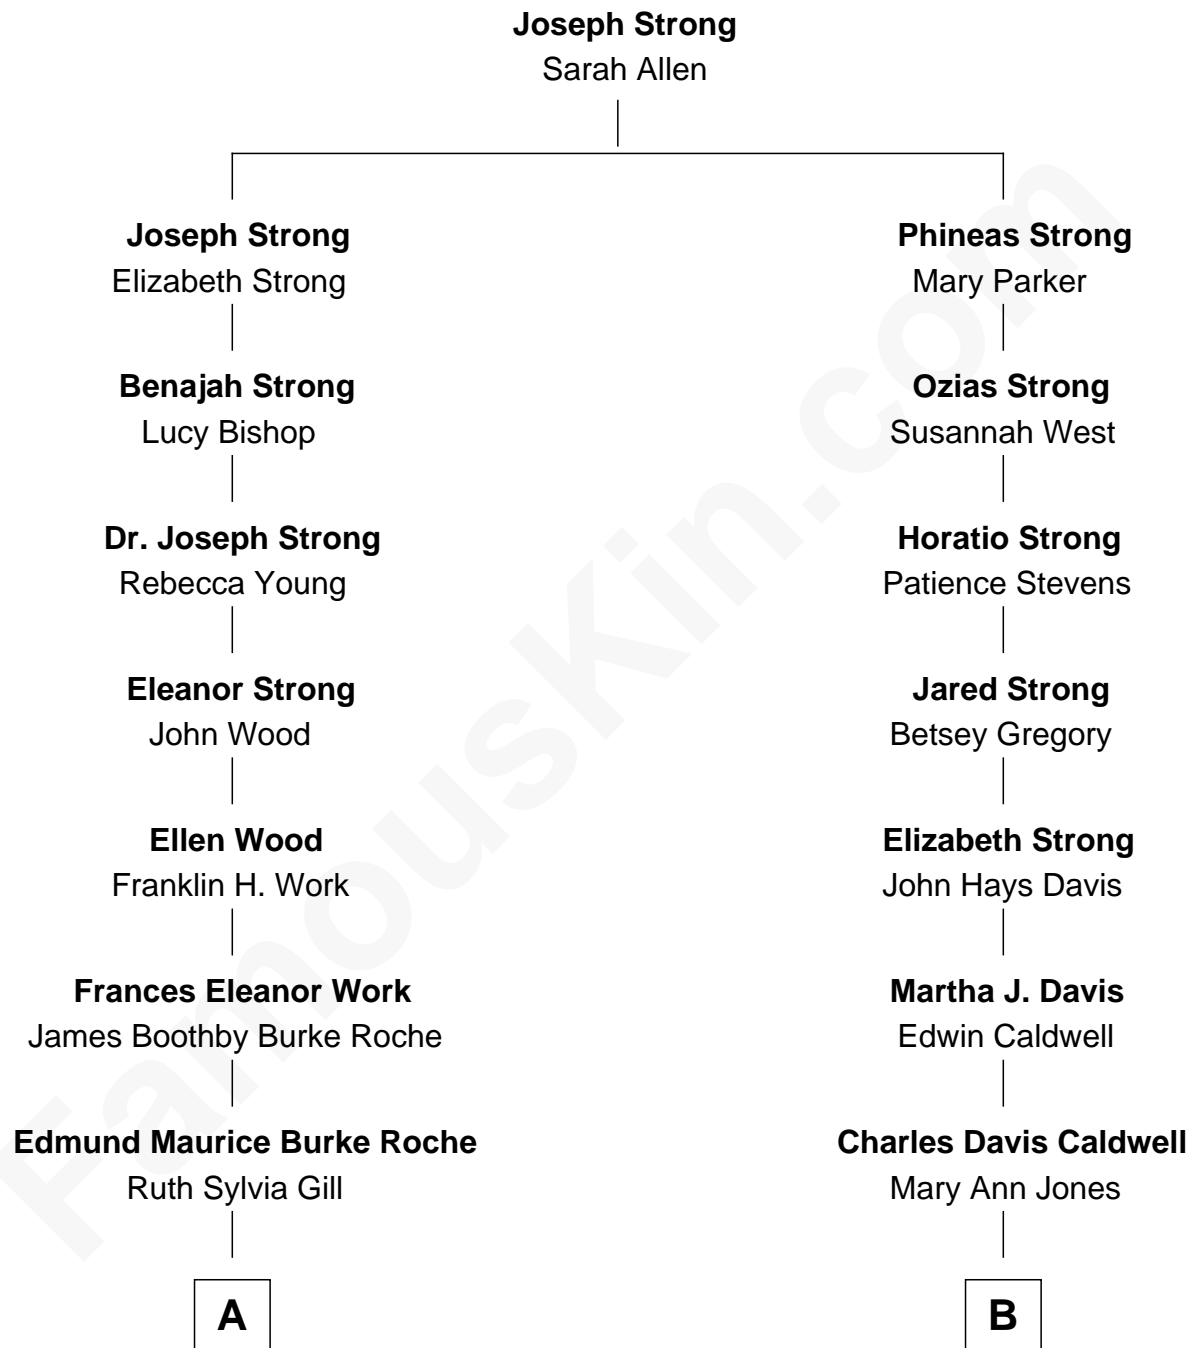 Joseph Strong
Sarah Allen
Joseph Strong
Elizabeth Strong
Phineas Strong
Mary Parker
Benajah Strong
Lucy Bishop
Ozias Strong
Susannah West
Dr. Joseph Strong
Rebecca Young
Horatio Strong
Patience Stevens
Eleanor Strong
John Wood
Jared Strong
Betsey Gregory
Ellen Wood
Franklin H. Work
Elizabeth Strong
John Hays Davis
Frances Eleanor Work
James Boothby Burke Roche
Martha J. Davis
Edwin Caldwell
Edmund Maurice Burke Roche
Ruth Sylvia Gill
Charles Davis Caldwell
Mary Ann Jones
A
B
FamousKin.com